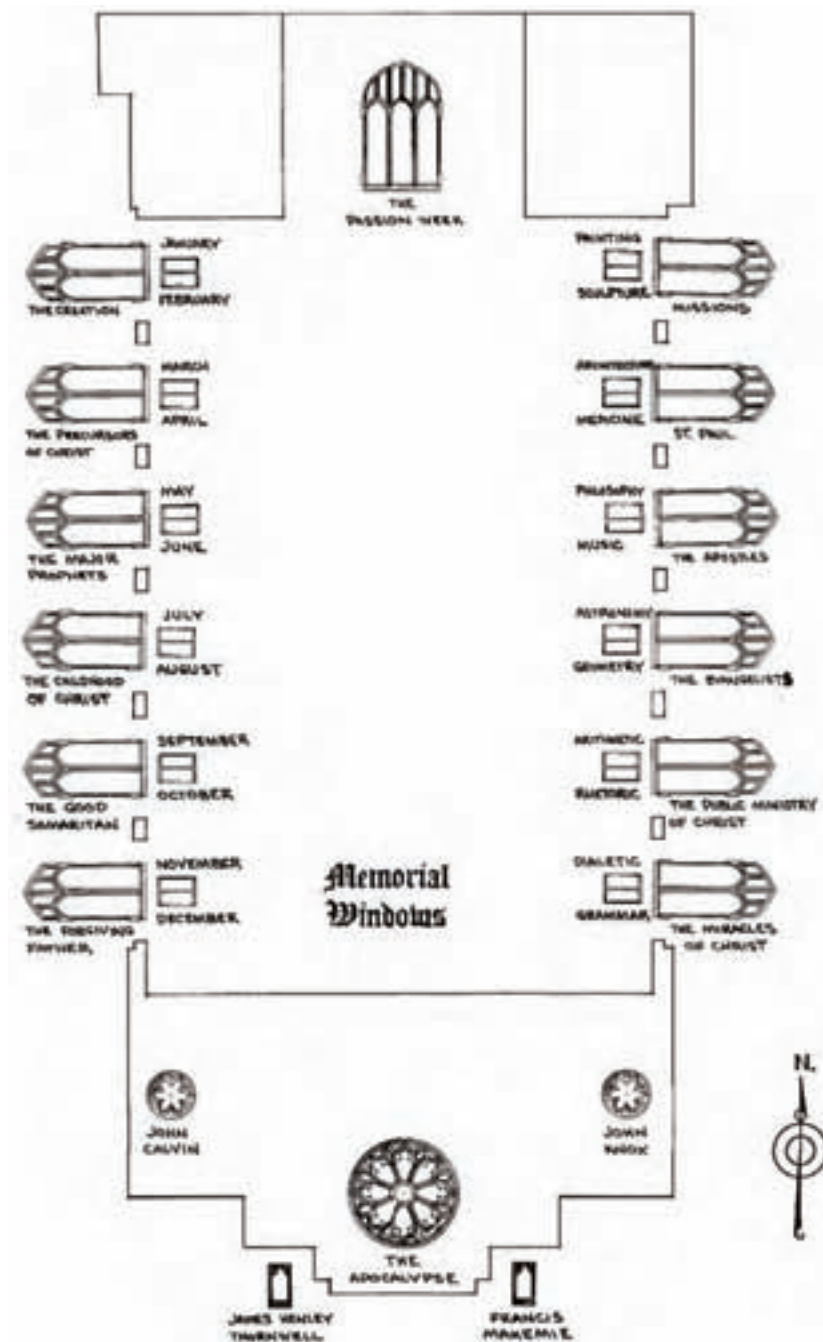 THE
PASSION WEEK
JANUARY
FEBRUARY
THE CREATION
PAINTING
SCULPTURE
MISSIONS
MARCH
APRIL
THE PRECURSORS
OF CHRIST
ARCHITECTURE
MEDICINE
ST. PAUL
MAY
JUNE
THE MAJOR
PROPHETS
PHILOSOPHY
MUSIC
THE APOSTLES
JULY
AUGUST
THE CHILDHOOD
OF CHRIST
ASTRONOMY
GEOMETRY
THE EVANGELISTS
SEPTEMBER
OCTOBER
THE GOOD
SAMARITAN
ARITMETIC
RHETORIC
THE PUBLIC MINISTRY
OF CHRIST
NOVEMBER
DECEMBER
THE FORGIVING
FATHER
Memorial
Windows
DIALETIC
GRAMMAR
THE MIRACLES
OF CHRIST
N.
JOHN
CALVIN
JOHN
KNOX
THE
APOCALYPSE
JAMES HENLEY
THORNWELL
FRANCIS
MAKEMIE